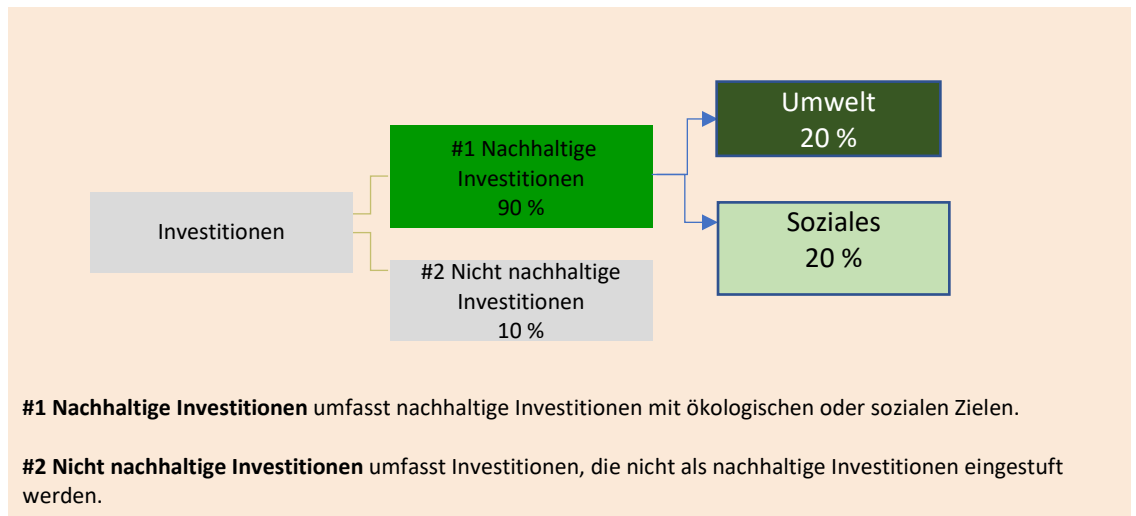 Umwelt
20 %
#1 Nachhaltige
Investitionen
90 %
Soziales
20 %
Investitionen
#2 Nicht nachhaltige
Investitionen
10 %
#1 Nachhaltige Investitionen umfasst nachhaltige Investitionen mit ökologischen oder sozialen Zielen.
#2 Nicht nachhaltige Investitionen umfasst Investitionen, die nicht als nachhaltige Investitionen eingestuft
werden.